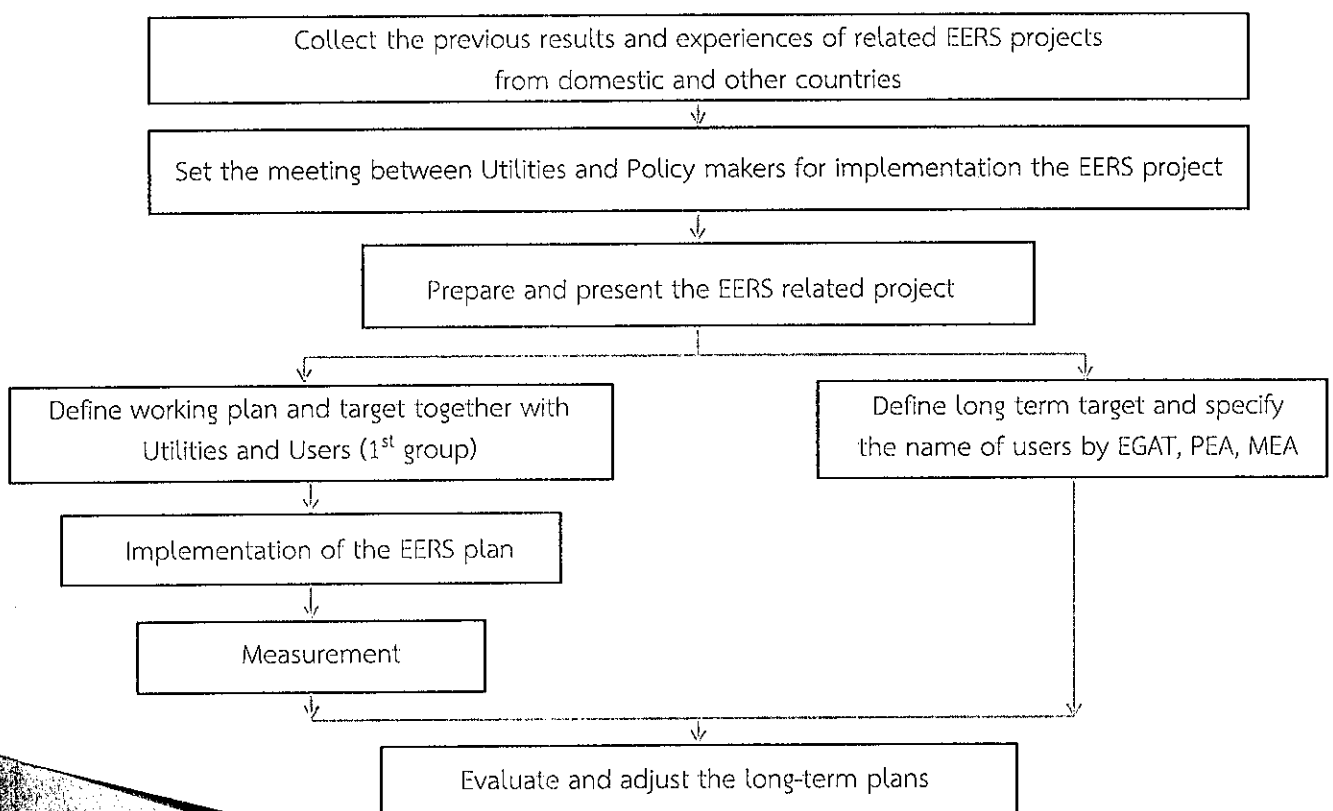 Collect the previous results and experiences of related EERS projects
from domestic and other countries
Set the meeting between Utilities and Policy makers for implementation the EERS project
Prepare and present the EERS related project
Define working plan and target together with
Utilities and Users (1st group)
Define long term target and specify
the name of users by EGAT, PEA, MEA
Implementation of the EERS plan
Measurement
Evaluate and adjust the long-term plans